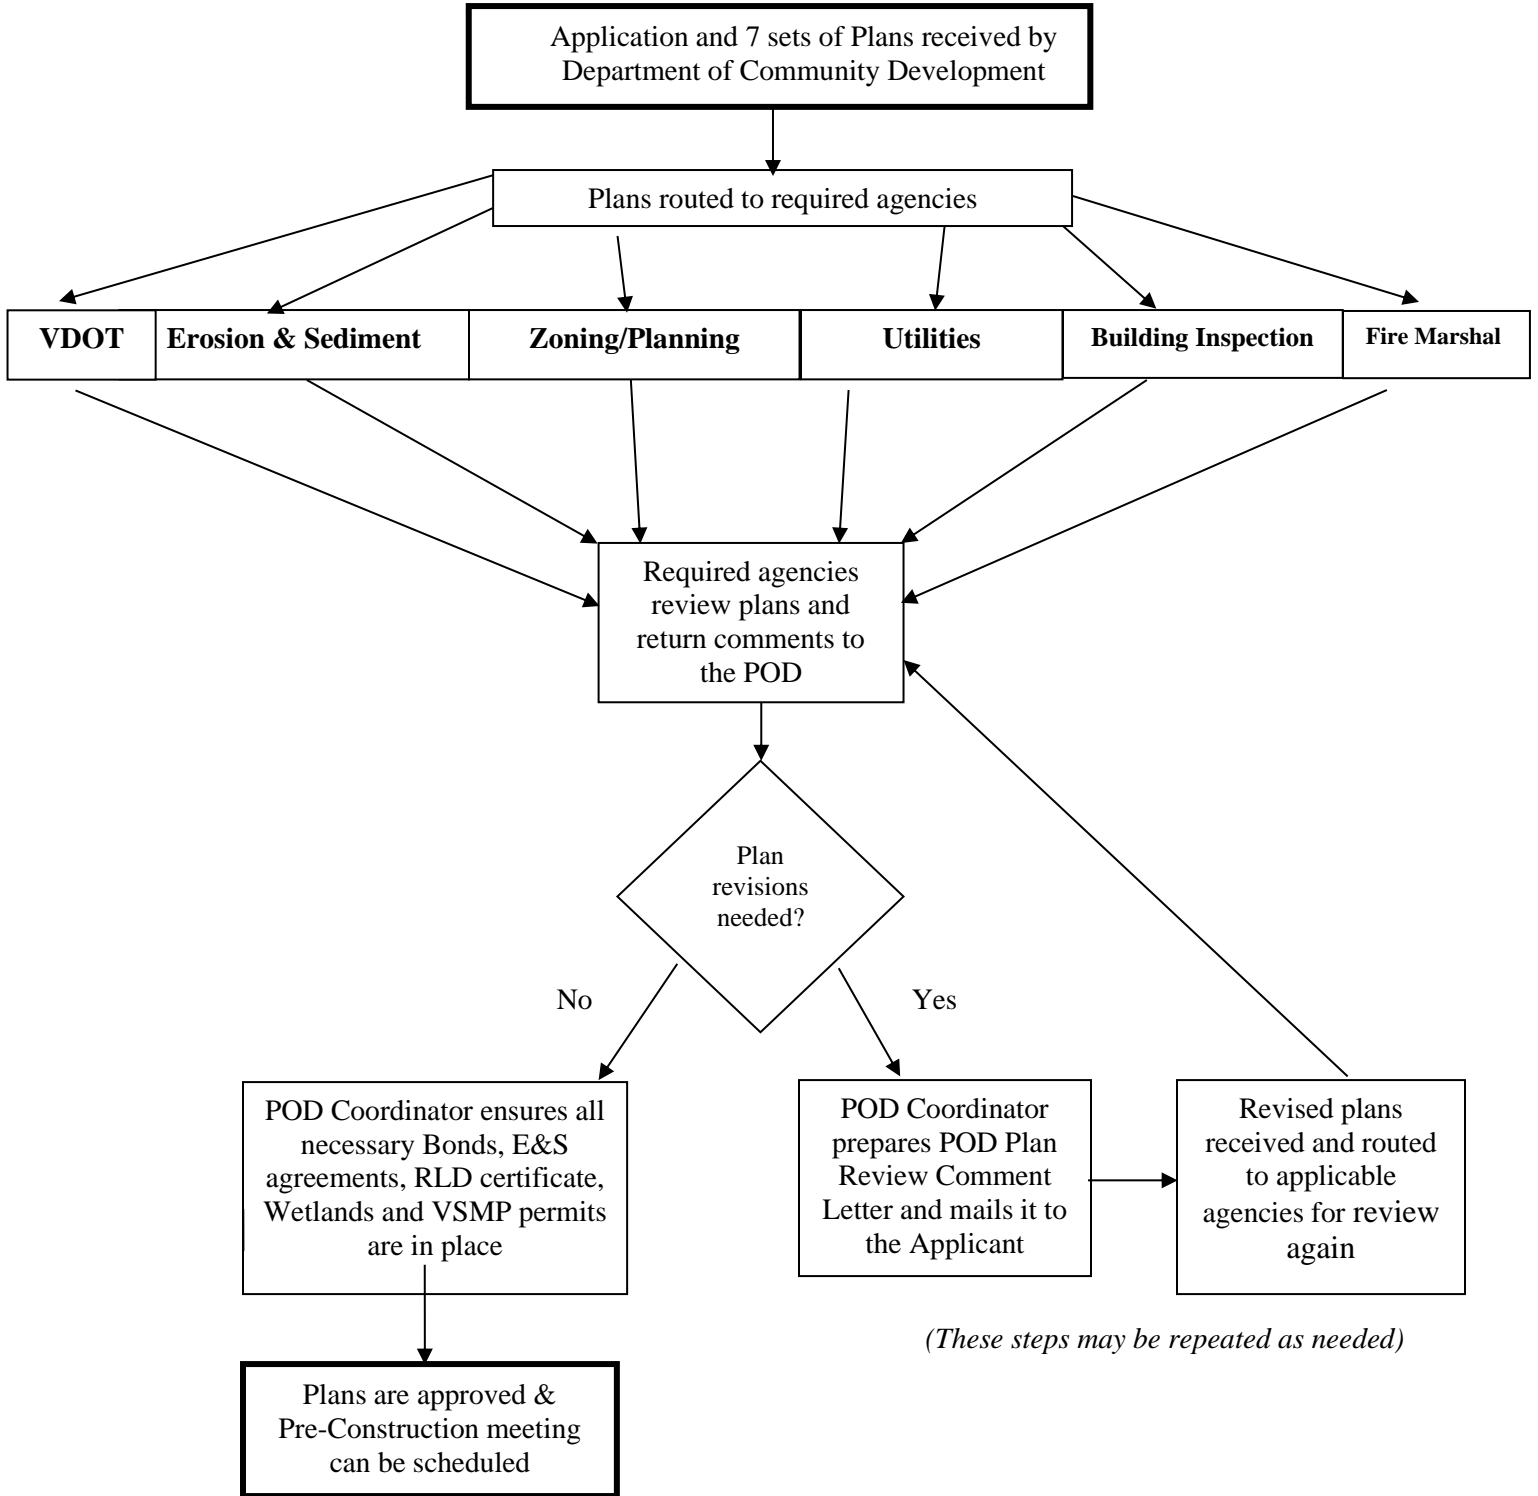 Application and 7 sets of Plans received by
Department of Community Development
Plans routed to required agencies
VDOT
Erosion & Sediment
Zoning/Planning
Utilities
Building Inspection
Fire Marshal
Required agencies
review plans and
return comments to
the POD
Plan
revisions
needed?
No
Yes
POD Coordinator ensures all
necessary Bonds, E&S
agreements, RLD certificate,
Wetlands and VSMP permits
are in place
POD Coordinator
prepares POD Plan
Review Comment
Letter and mails it to
the Applicant
Revised plans
received and routed
to applicable
agencies for review
again
(These steps may be repeated as needed)
Plans are approved &
Pre-Construction meeting
can be scheduled